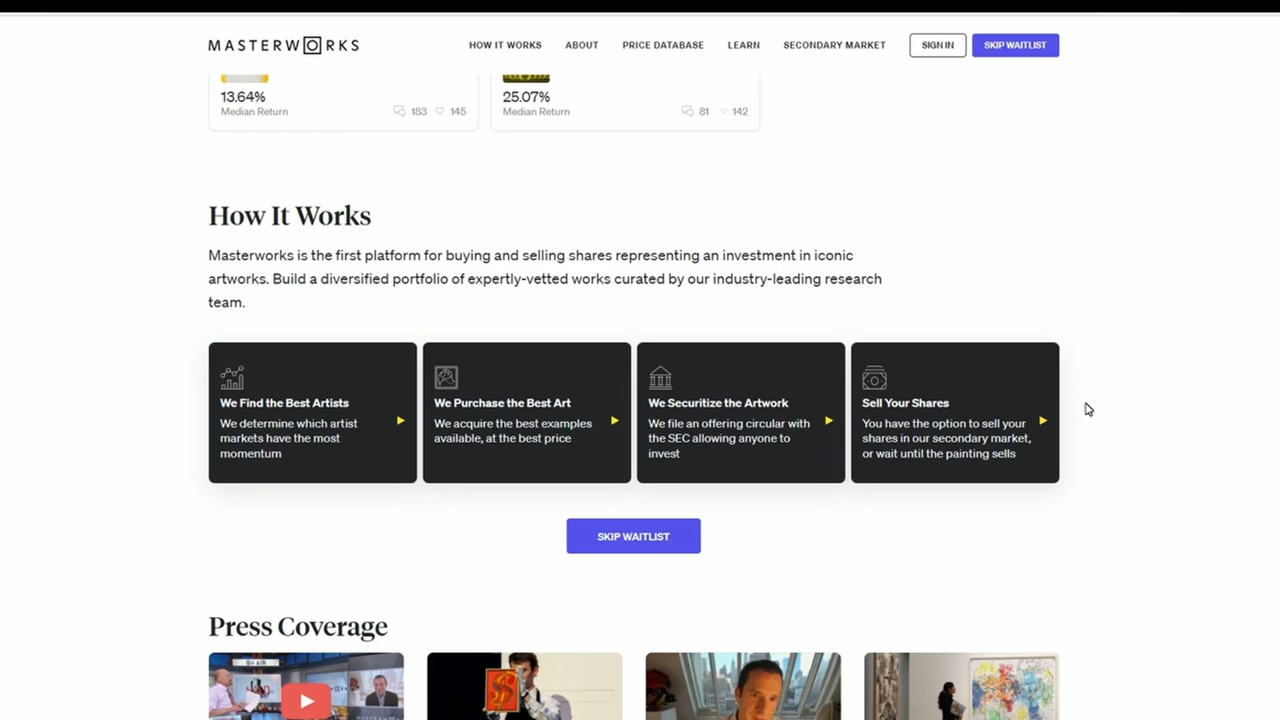 MASTERWORKS
HOW IT WORKS
ABOUT
PRICE DATABASE
LEARN
SECONDARY MARKET
SIGN IN
SKIP WAITLIST
13.64%
Median Return
183
145
25.07%
Median Return
81
142
How It Works
Masterworks is the first platform for buying and selling shares representing an investment in iconic
artworks. Build a diversified portfolio of expertly-vetted works curated by our industry-leading research
team.
We Find the Best Artists
We determine which artist
markets have the most
momentum
We Purchase the Best Art
We acquire the best examples
available, at the best price
We Securitize the Artwork
We file an offering circular with
the SEC allowing anyone to
invest
Sell Your Shares
You have the option to sell your
shares in our secondary market,
or wait until the painting sells
SKIP WAITLIST
Press Coverage
ON AIR